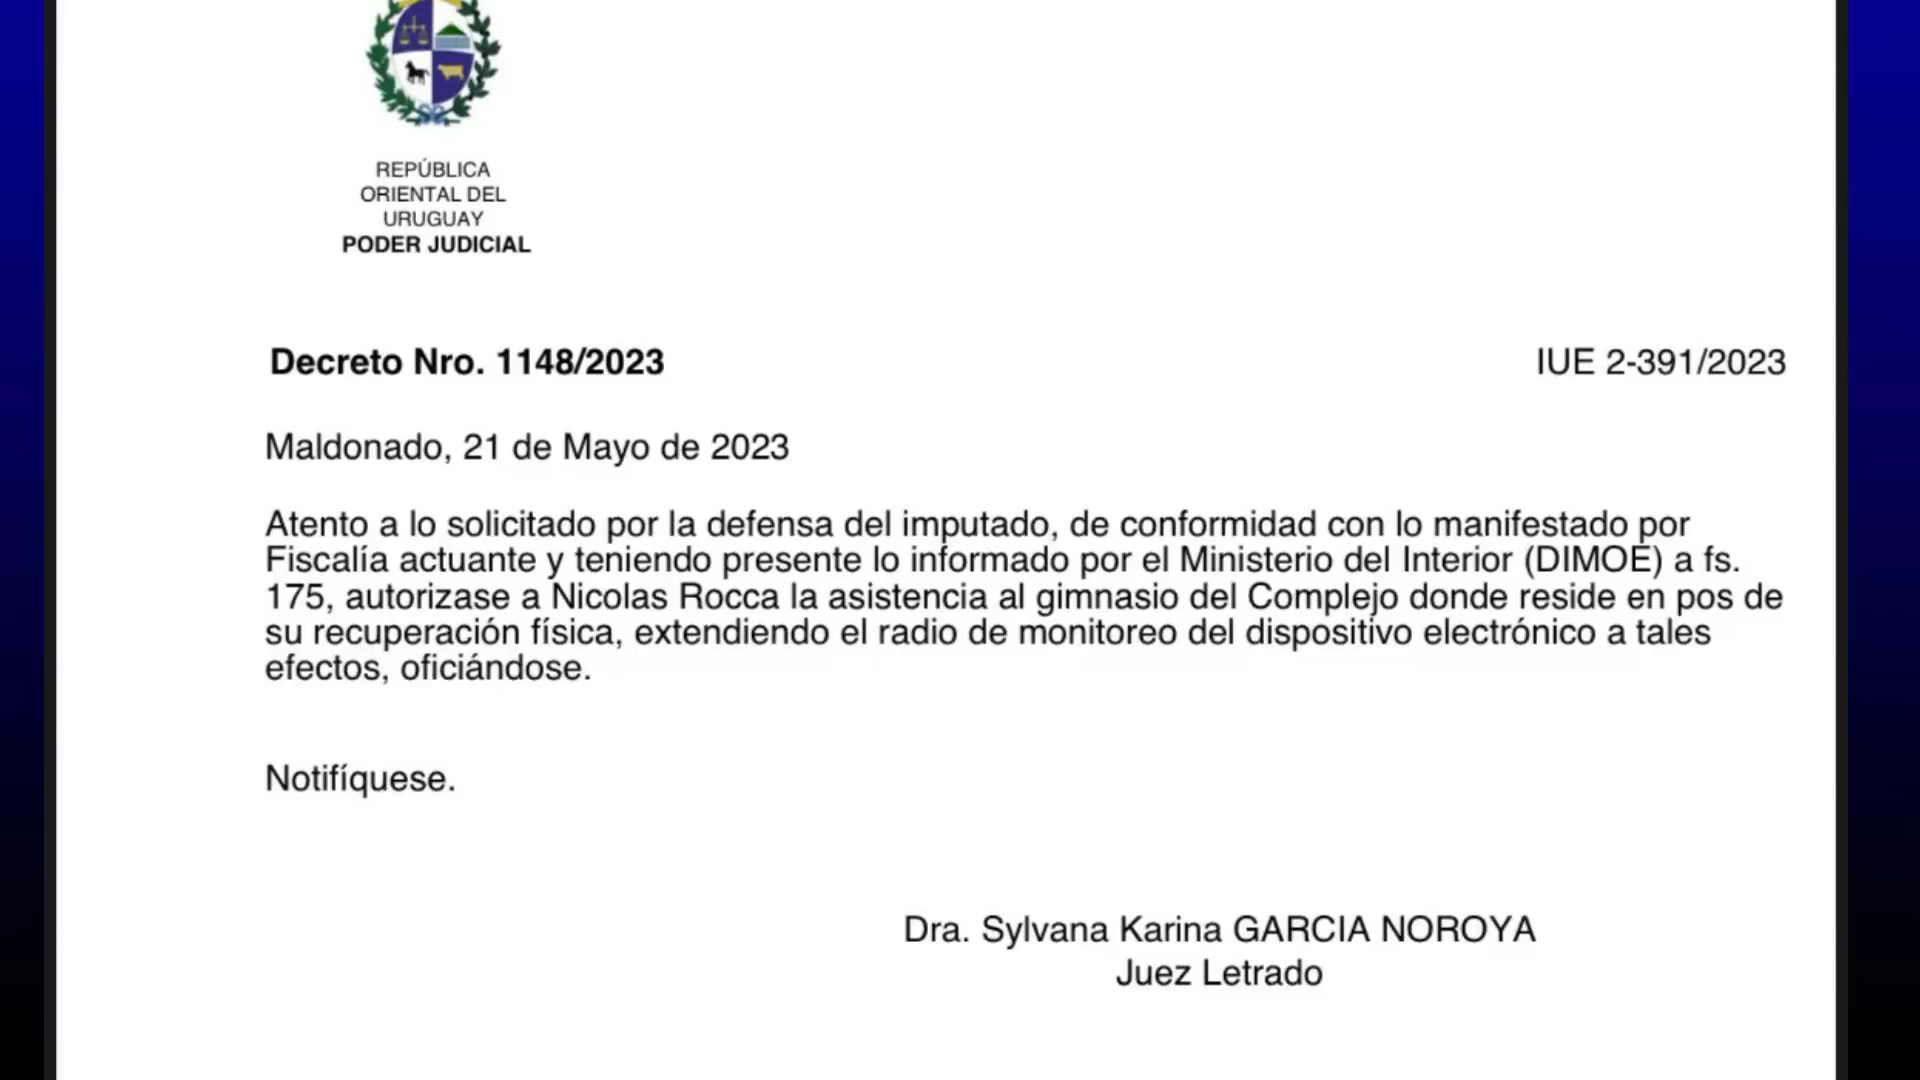 REPÚBLICA
ORIENTAL DEL
URUGUAY
PODER JUDICIAL
Decreto Nro. 1148/2023
IUE 2-391/2023
Maldonado, 21 de Mayo de 2023
Atento a lo solicitado por la defensa del imputado, de conformidad con lo manifestado por
Fiscalía actuante y teniendo presente lo informado por el Ministerio del Interior (DIMOE) a fs.
175, autorizase a Nicolas Rocca la asistencia al gimnasio del Complejo donde reside en pos de
su recuperación física, extendiendo el radio de monitoreo del dispositivo electrónico a tales
efectos, oficiándose.
Notifíquese.
Dra. Sylvana Karina GARCIA NOROYA
Juez Letrado